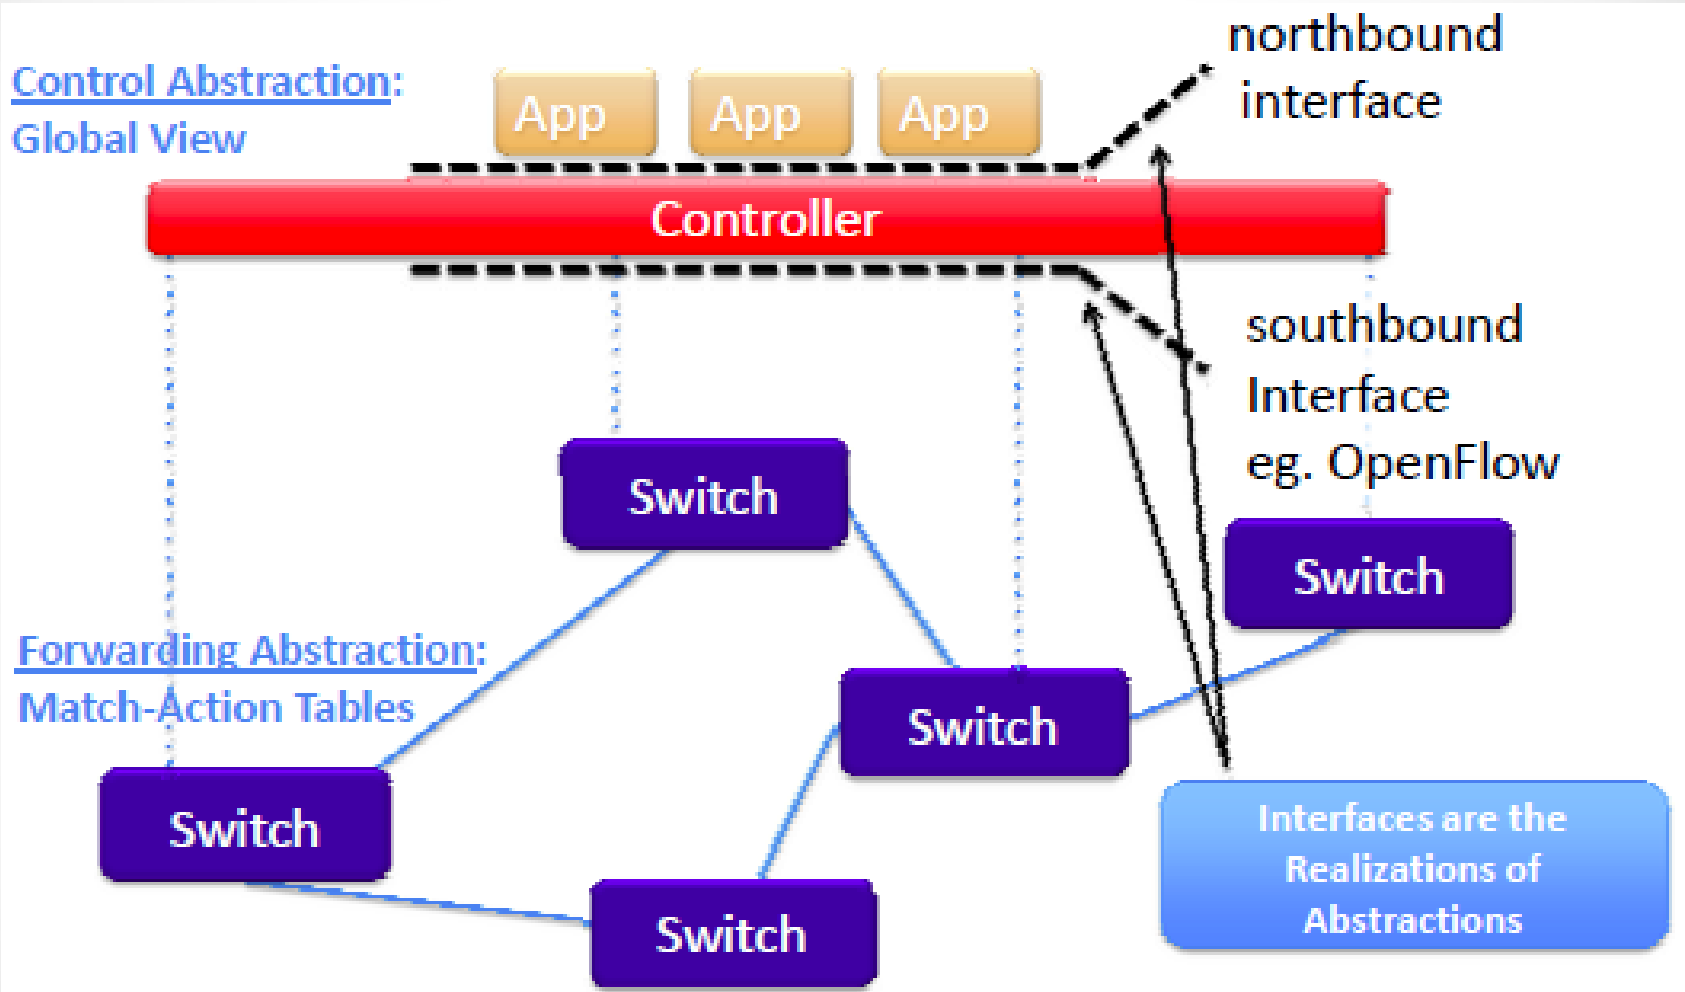 northbound
interface
Control Abstraction:
Global View
App App App
Controller
southbound
Interface
eg. OpenFlow
Switch
Switch
Forwarding Abstraction:
Match-Action Tables
Switch
Switch
Switch
Interfaces are the
Realizations of
Abstractions